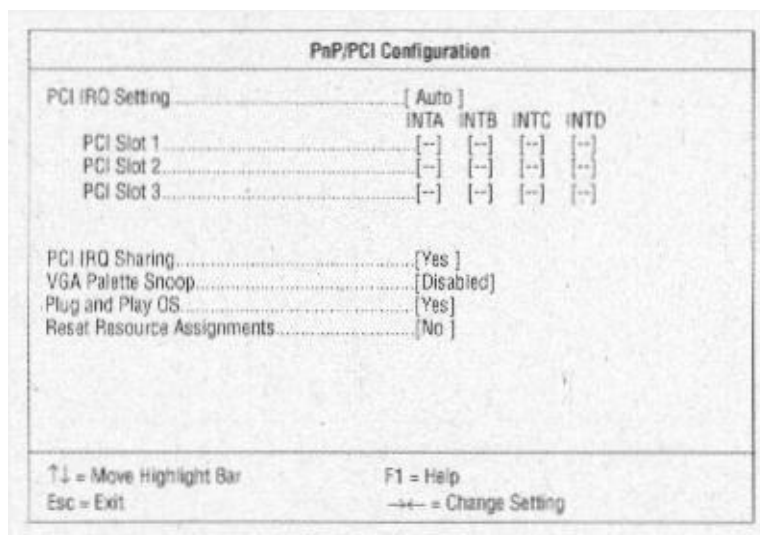 PnP/PCI Configuration
PCI IRQ Setting..............................[ Auto ]
INTA INTB INTC INTD
PCI Slot 1..............................[--] [--] [--] [--]
PCI Slot 2..............................[--] [--] [--] [--]
PCI Slot 3..............................[--] [--] [--] [--]
PCI IRQ Sharing..............................[Yes ]
VGA Palette Snoop..............................[Disabled]
Plug and Play OS..............................[Yes]
Reset Resource Assignments..............................[No ]
↑↓ = Move Highlight Bar F1 = Help
Esc = Exit →← = Change Setting